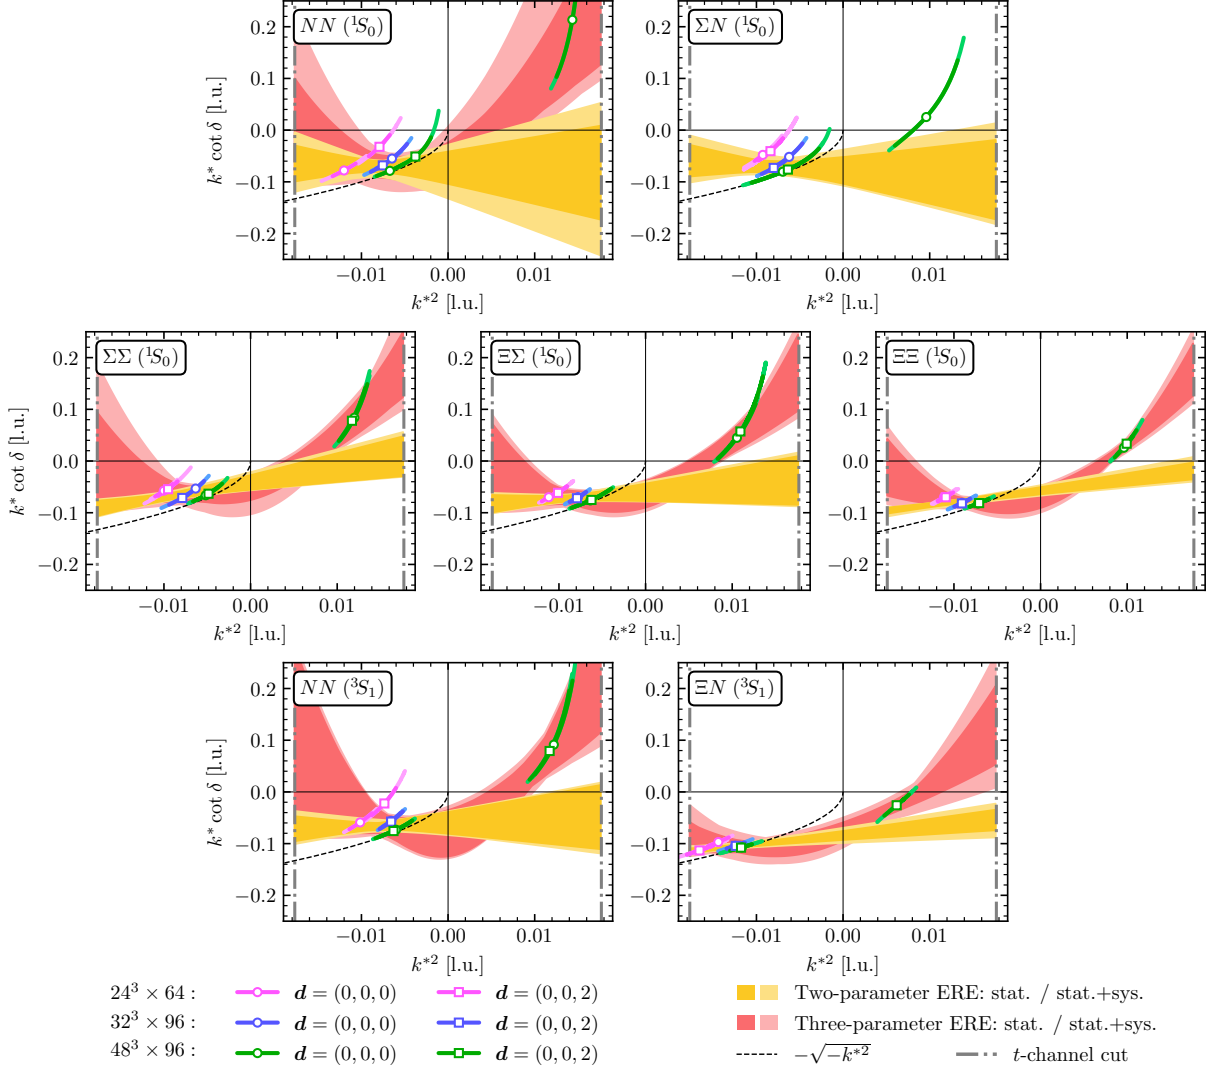 NN (¹S₀)
ΣN (¹S₀)
k* cot δ [l.u.]
0.2
0.1
0.0
−0.1
−0.2
0.2
0.1
0.0
−0.1
−0.2
−0.01 0.00 0.01
−0.01 0.00 0.01
k*² [l.u.]
k*² [l.u.]
ΣΣ (¹S₀)
ΞΣ (¹S₀)
ΞΞ (¹S₀)
k* cot δ [l.u.]
0.2
0.1
0.0
−0.1
−0.2
0.2
0.1
0.0
−0.1
−0.2
0.2
0.1
0.0
−0.1
−0.2
−0.01 0.00 0.01
−0.01 0.00 0.01
−0.01 0.00 0.01
k*² [l.u.]
k*² [l.u.]
k*² [l.u.]
NN (³S₁)
ΞN (³S₁)
k* cot δ [l.u.]
0.2
0.1
0.0
−0.1
−0.2
0.2
0.1
0.0
−0.1
−0.2
−0.01 0.00 0.01
−0.01 0.00 0.01
k*² [l.u.]
k*² [l.u.]
24³ × 64 : d = (0, 0, 0) d = (0, 0, 2)
32³ × 96 : d = (0, 0, 0) d = (0, 0, 2)
48³ × 96 : d = (0, 0, 0) d = (0, 0, 2)
Two-parameter ERE: stat. / stat.+sys.
Three-parameter ERE: stat. / stat.+sys.
−√−k*² t-channel cut